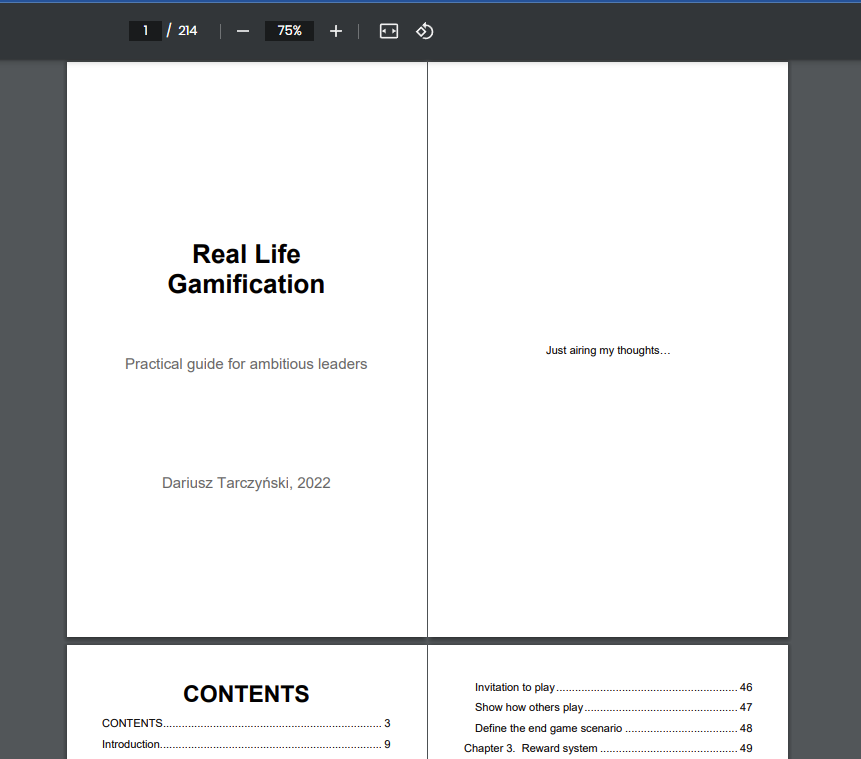 1 / 214 75%
Real Life
Gamification
Practical guide for ambitious leaders
Dariusz Tarczyński, 2022
Just airing my thoughts…
CONTENTS
CONTENTS........................................................................ 3
Introduction........................................................................ 9
Invitation to play............................................................ 46
Show how others play.................................................. 47
Define the end game scenario ..................................... 48
Chapter 3. Reward system ............................................. 49